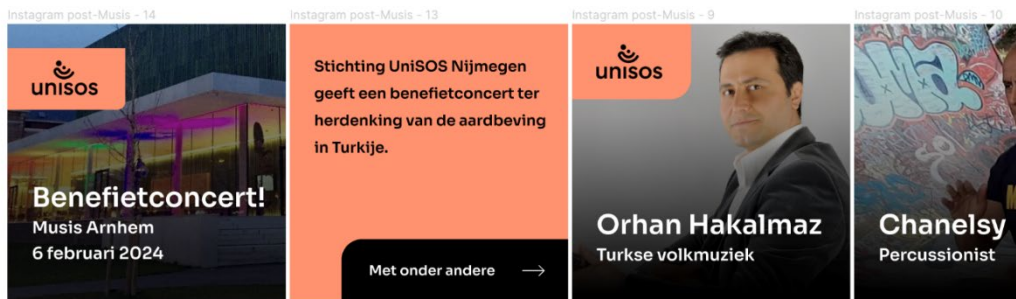 Instagram post-Musis - 14
unisos
Benefietconcert!
Musis Arnhem
6 februari 2024
Instagram post-Musis - 13
Stichting UniSOS Nijmegen
geeft een benefietconcert ter
herdenking van de aardbeving
in Turkije.
Met onder andere →
Instagram post-Musis - 9
unisos
Orhan Hakalmaz
Turkse volkmuziek
Instagram post-Musis - 10
Chanelsy
Percussionist